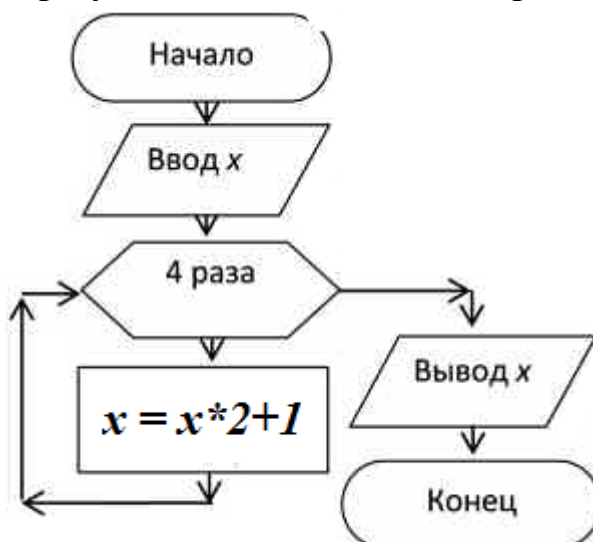 Начало
Ввод x
4 раза
x = x*2+1
Вывод x
Конец